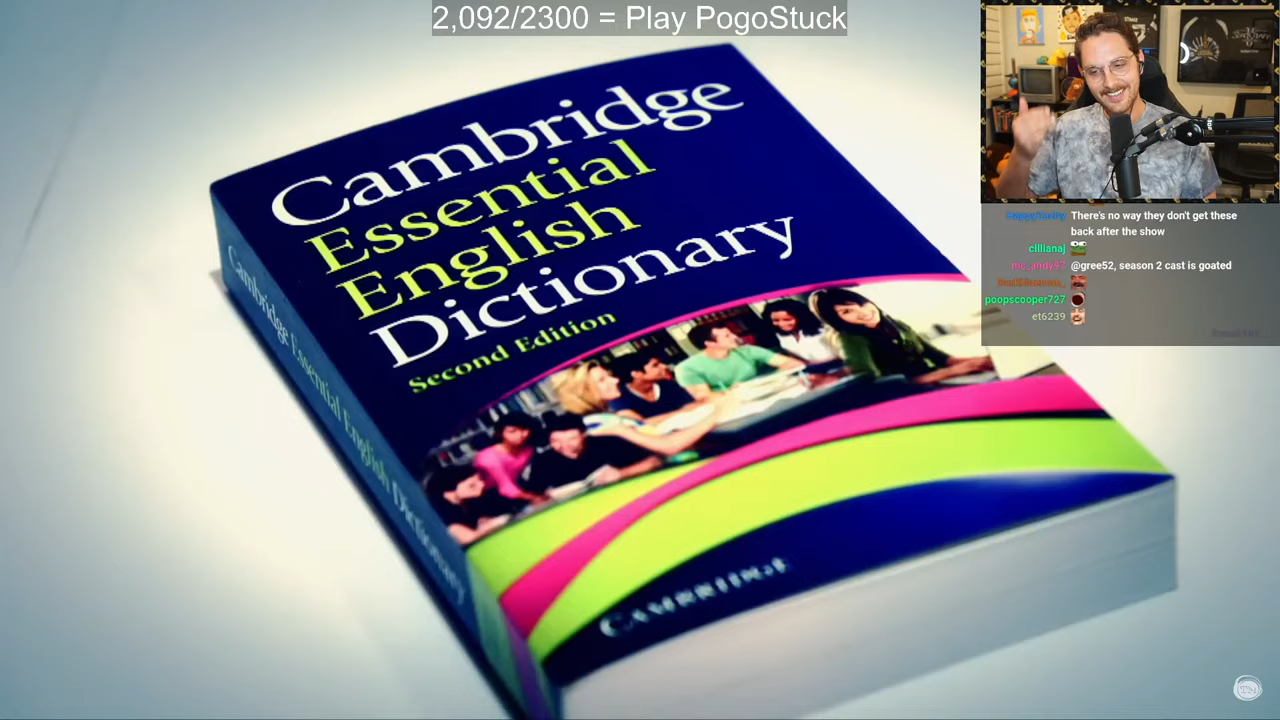 2,092/2300 = Play PogoStuck
Cambridge
Essential
English
Dictionary
Second Edition
Cambridge Essential English Dictionary
CAMBRIDGE
There's no way they don't get these
back after the show
cillianaj
mc_andy97 @gree52, season 2 cast is goated
poopscooper727
et6239